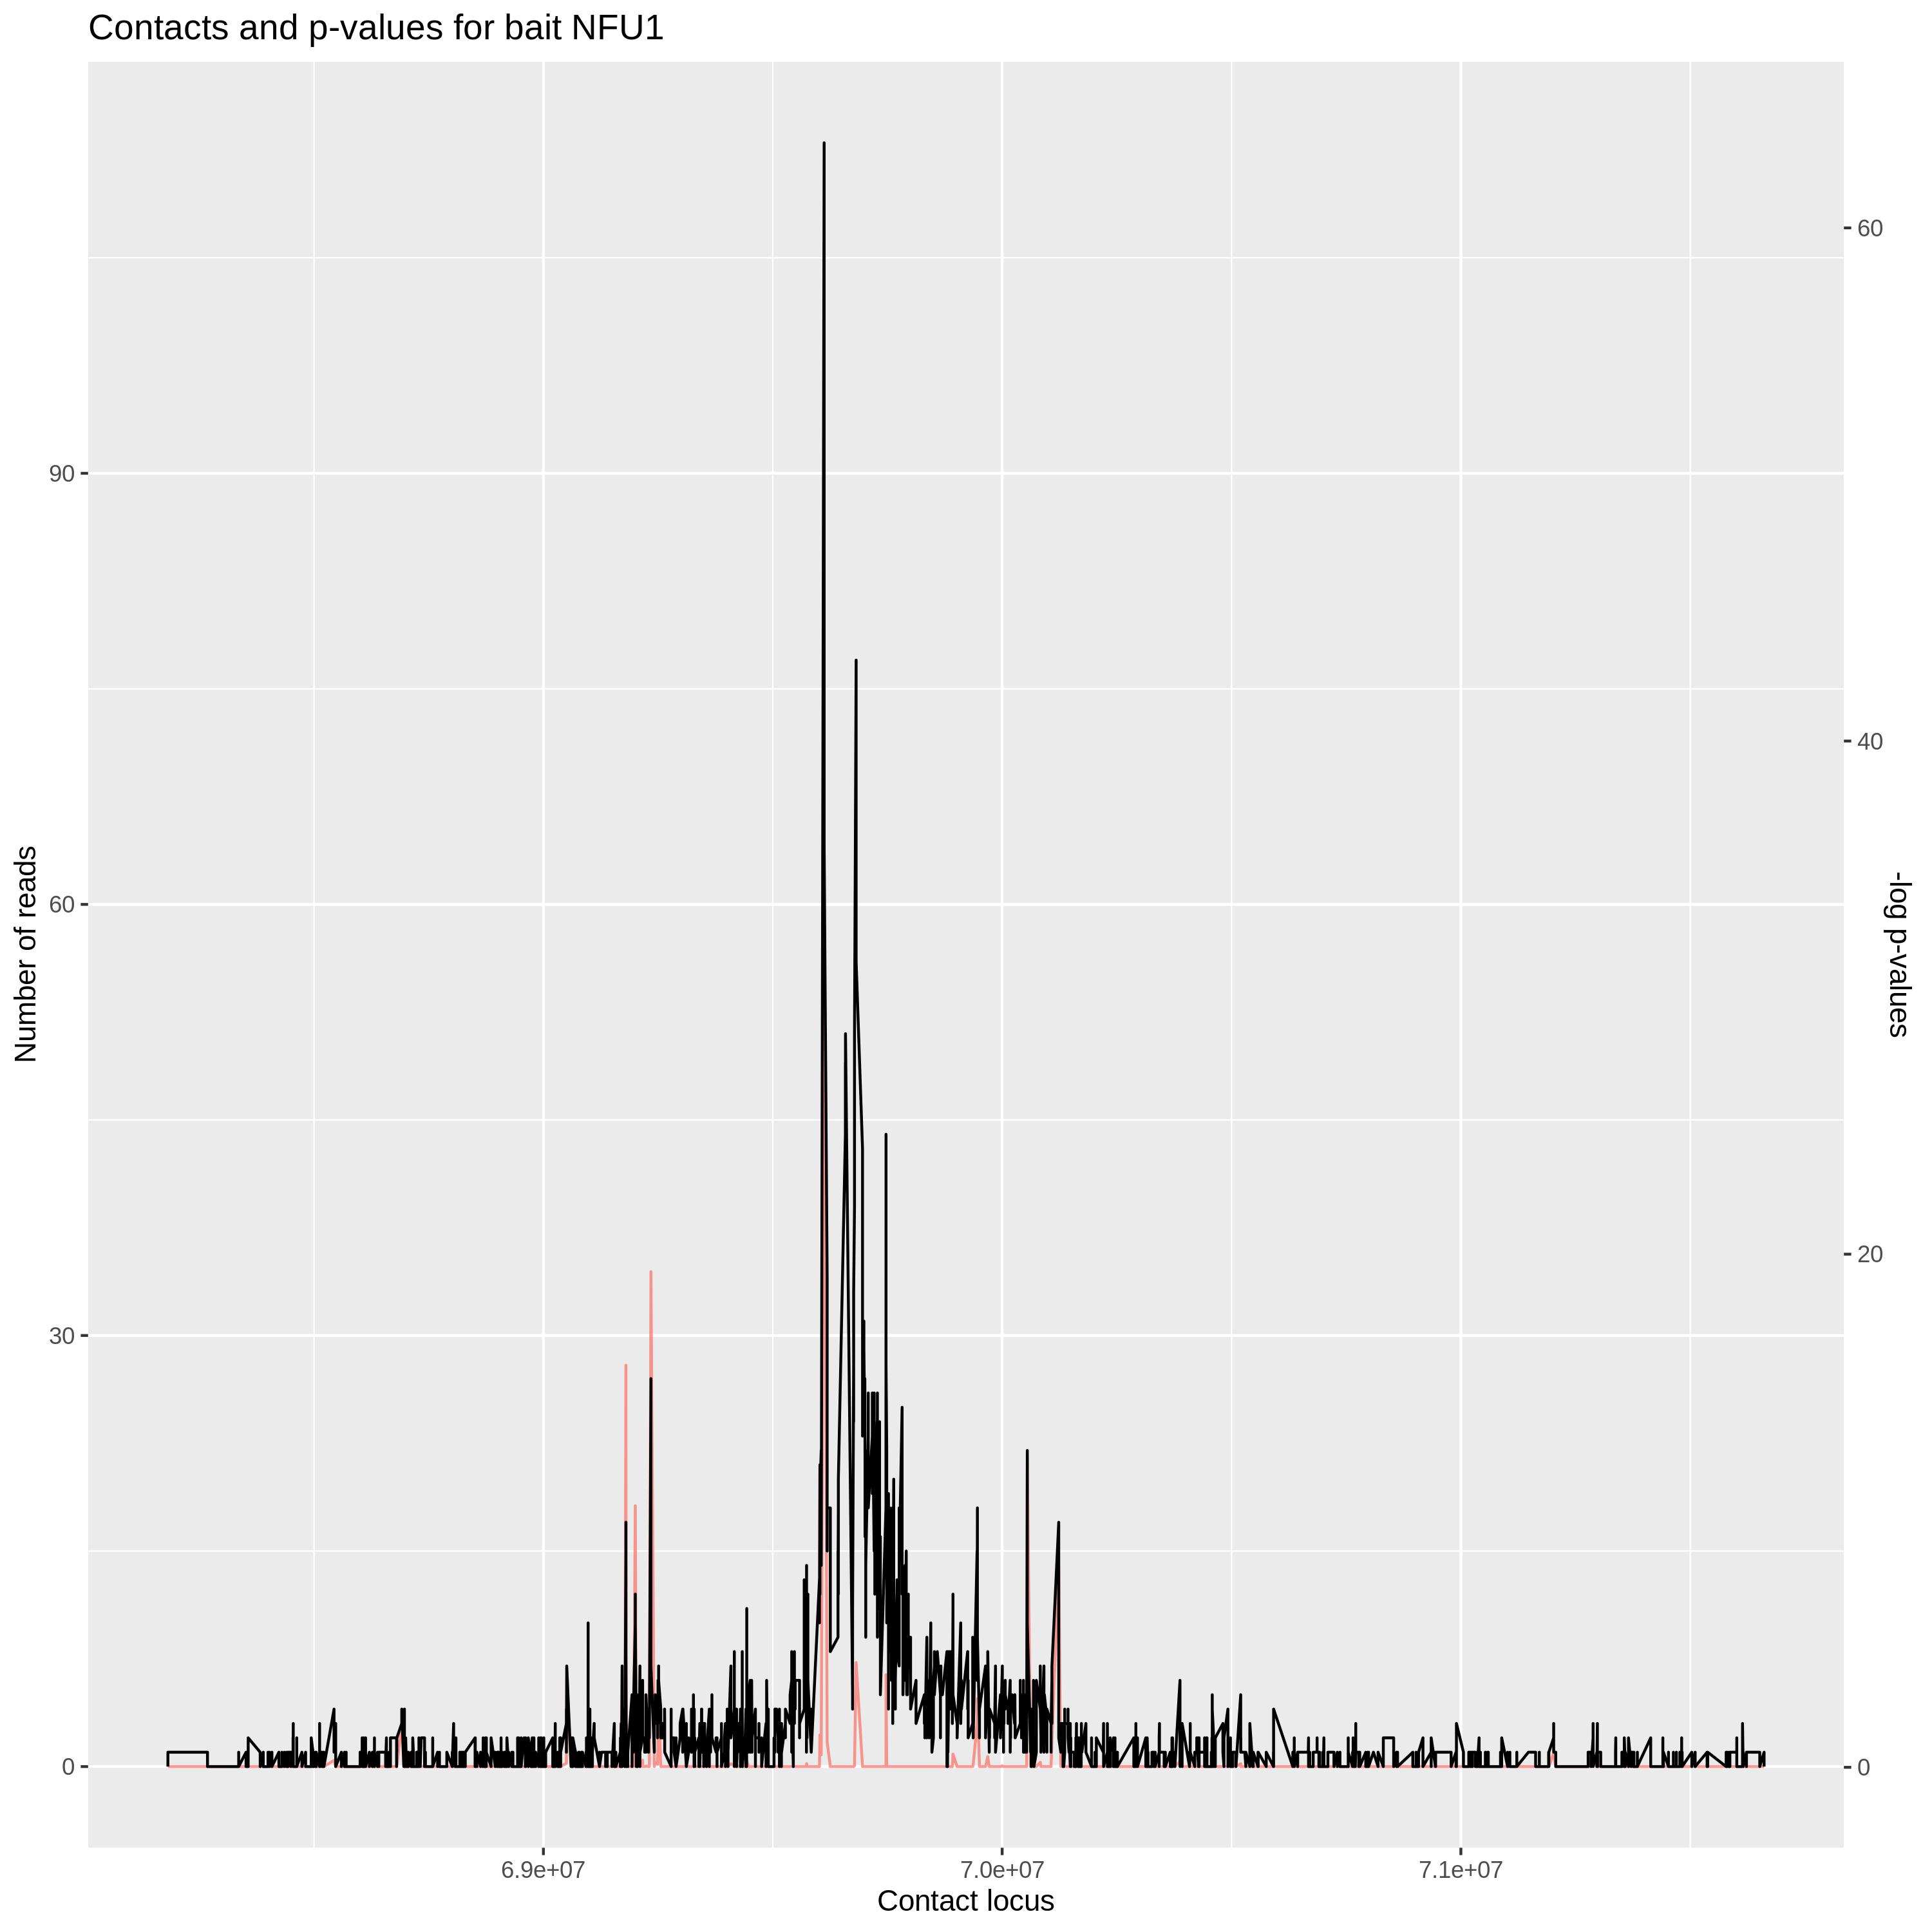 Contacts and p-values for bait NFU1
Number of reads
90
60
30
0
60
40
20
0
-log p-values
6.9e+07 7.0e+07 7.1e+07
Contact locus